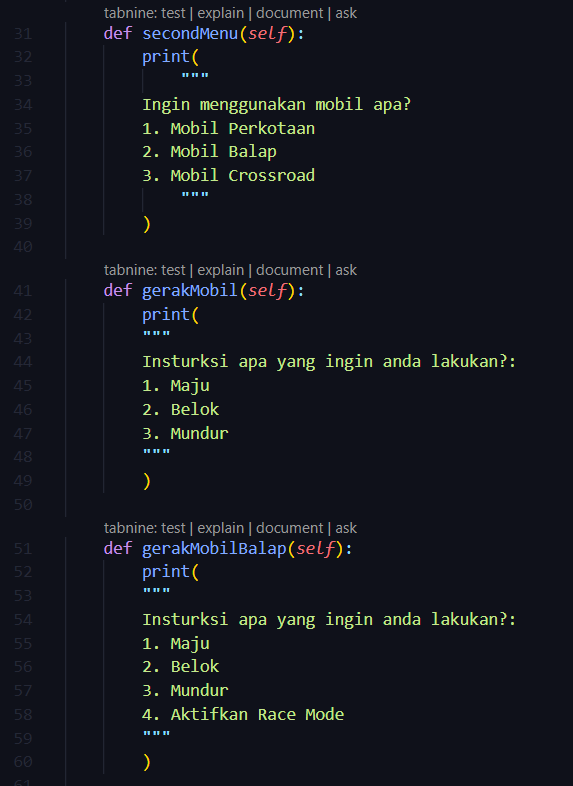 tabnine: test | explain | document | ask
31 def secondMenu(self):
32 print(
33 """
34 Ingin menggunakan mobil apa?
35 1. Mobil Perkotaan
36 2. Mobil Balap
37 3. Mobil Crossroad
38 """
39 )
40
tabnine: test | explain | document | ask
41 def gerakMobil(self):
42 print(
43 """
44 Insturksi apa yang ingin anda lakukan?:
45 1. Maju
46 2. Belok
47 3. Mundur
48 """
49 )
50
tabnine: test | explain | document | ask
51 def gerakMobilBalap(self):
52 print(
53 """
54 Insturksi apa yang ingin anda lakukan?:
55 1. Maju
56 2. Belok
57 3. Mundur
58 4. Aktifkan Race Mode
59 """
60 )
61